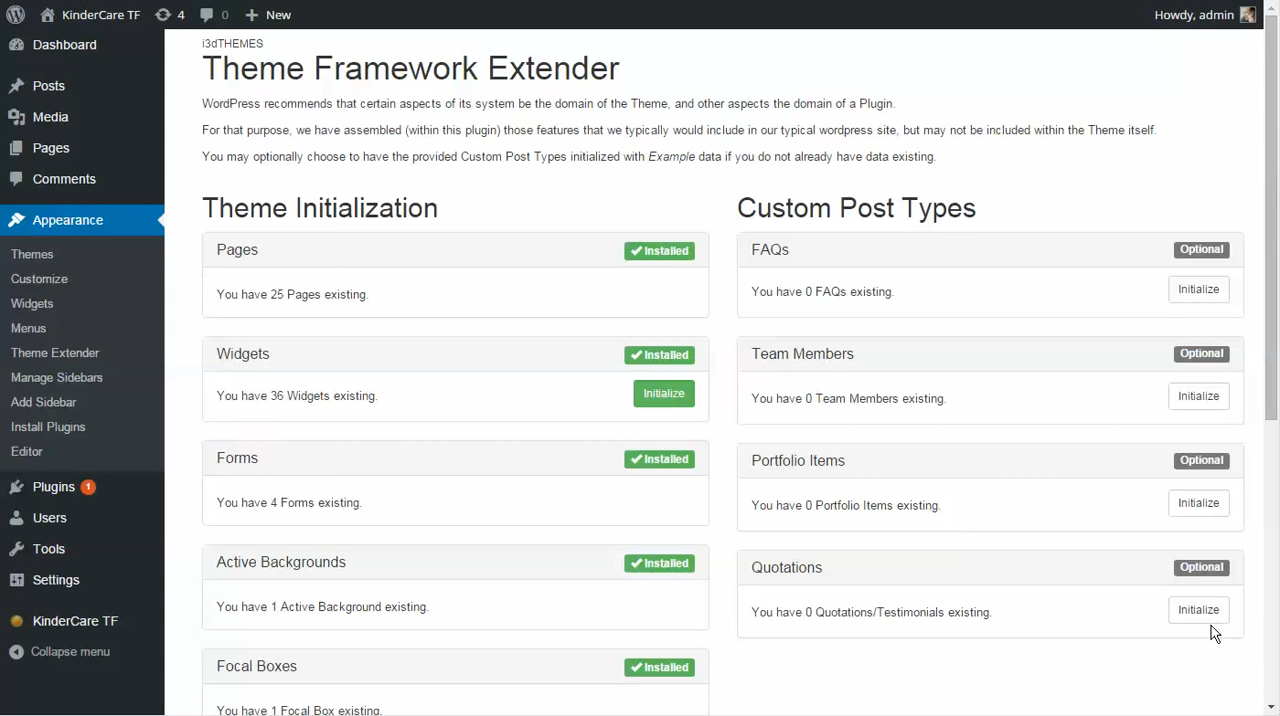 KinderCare TF
4
0
New
Howdy, admin
Dashboard
Posts
Media
Pages
Comments
Appearance
Themes
Customize
Widgets
Menus
Theme Extender
Manage Sidebars
Add Sidebar
Install Plugins
Editor
Plugins 1
Users
Tools
Settings
KinderCare TF
Collapse menu
i3dTHEMES
Theme Framework Extender
WordPress recommends that certain aspects of its system be the domain of the Theme, and other aspects the domain of a Plugin.
For that purpose, we have assembled (within this plugin) those features that we typically would include in our typical wordpress site, but may not be included within the Theme itself.
You may optionally choose to have the provided Custom Post Types initialized with Example data if you do not already have data existing.
Theme Initialization
Pages
Installed
You have 25 Pages existing.
Widgets
Installed
You have 36 Widgets existing.
Initialize
Forms
Installed
You have 4 Forms existing.
Active Backgrounds
Installed
You have 1 Active Background existing.
Focal Boxes
Installed
You have 1 Focal Box existing.
Custom Post Types
FAQs
Optional
You have 0 FAQs existing.
Initialize
Team Members
Optional
You have 0 Team Members existing.
Initialize
Portfolio Items
Optional
You have 0 Portfolio Items existing.
Initialize
Quotations
Optional
You have 0 Quotations/Testimonials existing.
Initialize